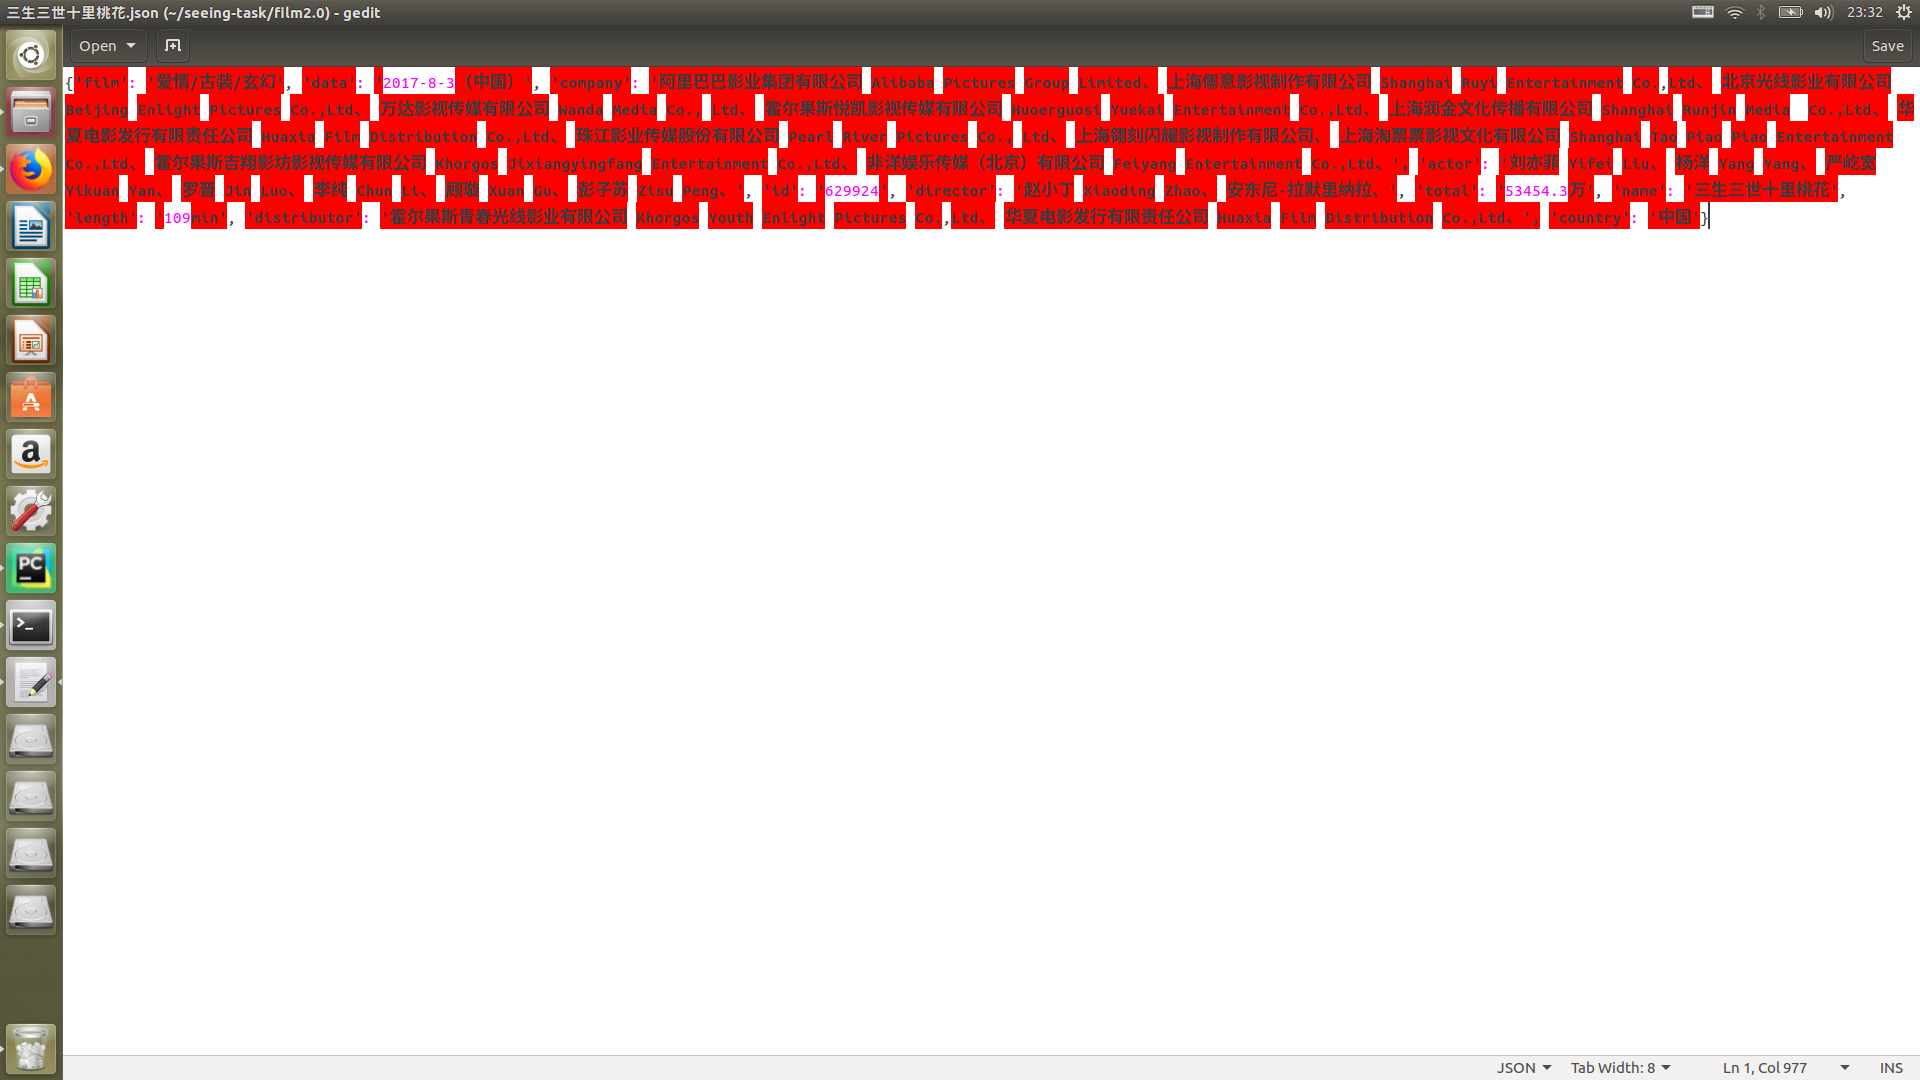 三生三世十里桃花.json (~/seeing-task/film2.0) - gedit
23:32
Open
Save
{'film': '爱情/古装/玄幻', 'data': '2017-8-3（中国）', 'company': '阿里巴巴影业集团有限公司 Alibaba Pictures Group Limited、 上海儒意影视制作有限公司 Shanghai Ruyi Entertainment Co.,Ltd、 北京光线影业有限公司
Beijing Enlight Pictures Co.,Ltd、 万达影视传媒有限公司 Wanda Media Co., Ltd、 霍尔果斯悦凯影视传媒有限公司 Huoerguosi Yuekai Entertainment Co.,Ltd、 上海润金文化传播有限公司 Shanghai Runjin Media  Co.,Ltd、 华
夏电影发行有限责任公司 Huaxia Film Distribution Co.,Ltd、 珠江影业传媒股份有限公司 Pearl River Pictures Co., Ltd、 上海翎刻闪耀影视制作有限公司、 上海淘票票影视文化有限公司 Shanghai Tao Piao Piao Entertainment
Co.,Ltd、 霍尔果斯吉翔影坊影视传媒有限公司 Khorgos Jixiangyingfang Entertainment Co.,Ltd、 非洋娱乐传媒（北京）有限公司 Feiyang Entertainment Co.,Ltd、', 'actor': '刘亦菲 Yifei Liu、 杨洋 Yang Yang、 严屹宽
Yikuan Yan、 罗晋 Jin Luo、 李纯 Chun Li、 顾璇 Xuan Gu、 彭子苏 Zisu Peng、', 'id': '629924', 'director': '赵小丁 Xiaoding Zhao、 安东尼·拉默里纳拉、', 'total': '53454.3万', 'name': '三生三世十里桃花',
'length': '109min', 'distributor': '霍尔果斯青春光线影业有限公司 Khorgos Youth Enlight Pictures Co.,Ltd、 华夏电影发行有限责任公司 Huaxia Film Distribution Co.,Ltd、', 'country': '中国'}
JSON
Tab Width: 8
Ln 1, Col 977
INS